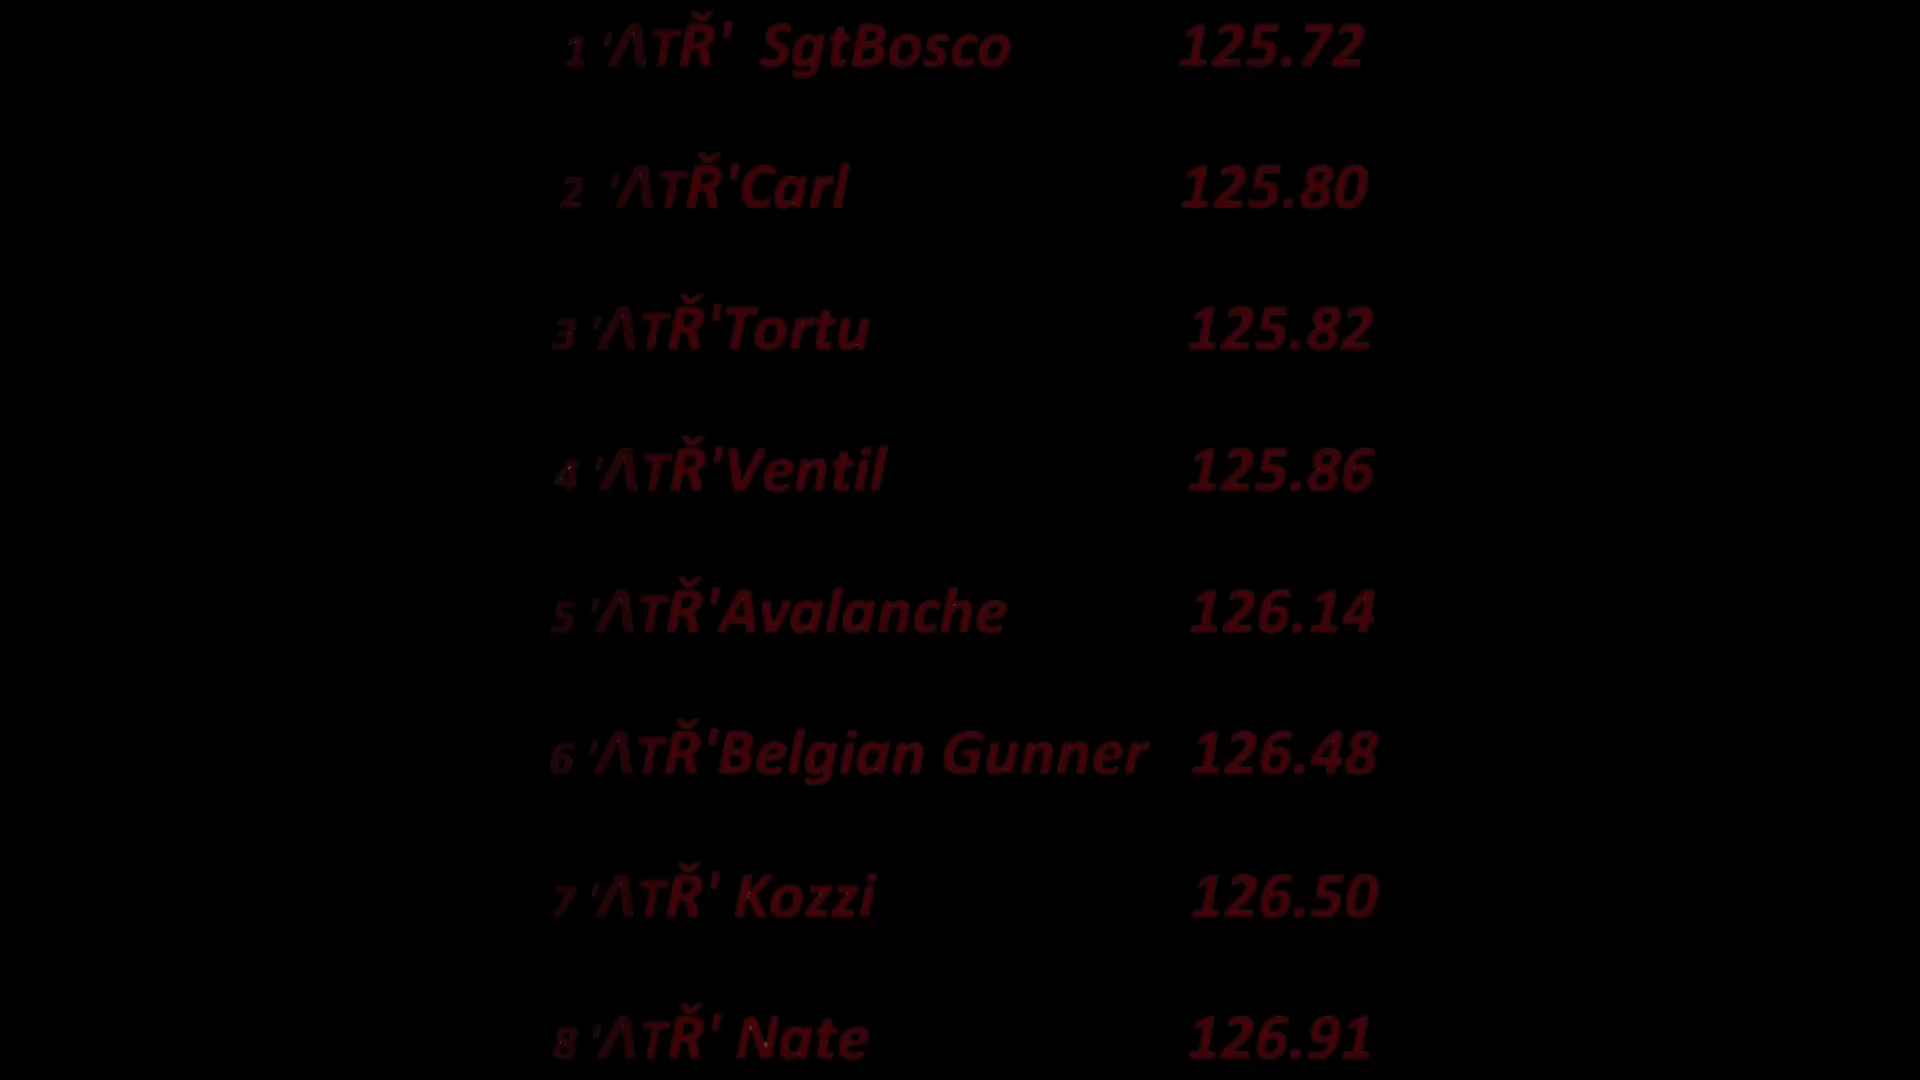 1 'ΛTŘ' SgtBosco 125.72
2 'ΛTŘ'Carl 125.80
3 'ΛTŘ'Tortu 125.82
4 'ΛTŘ'Ventil 125.86
5 'ΛTŘ'Avalanche 126.14
6 'ΛTŘ'Belgian Gunner 126.48
7 'ΛTŘ' Kozzi 126.50
8 'ΛTŘ' Nate 126.91